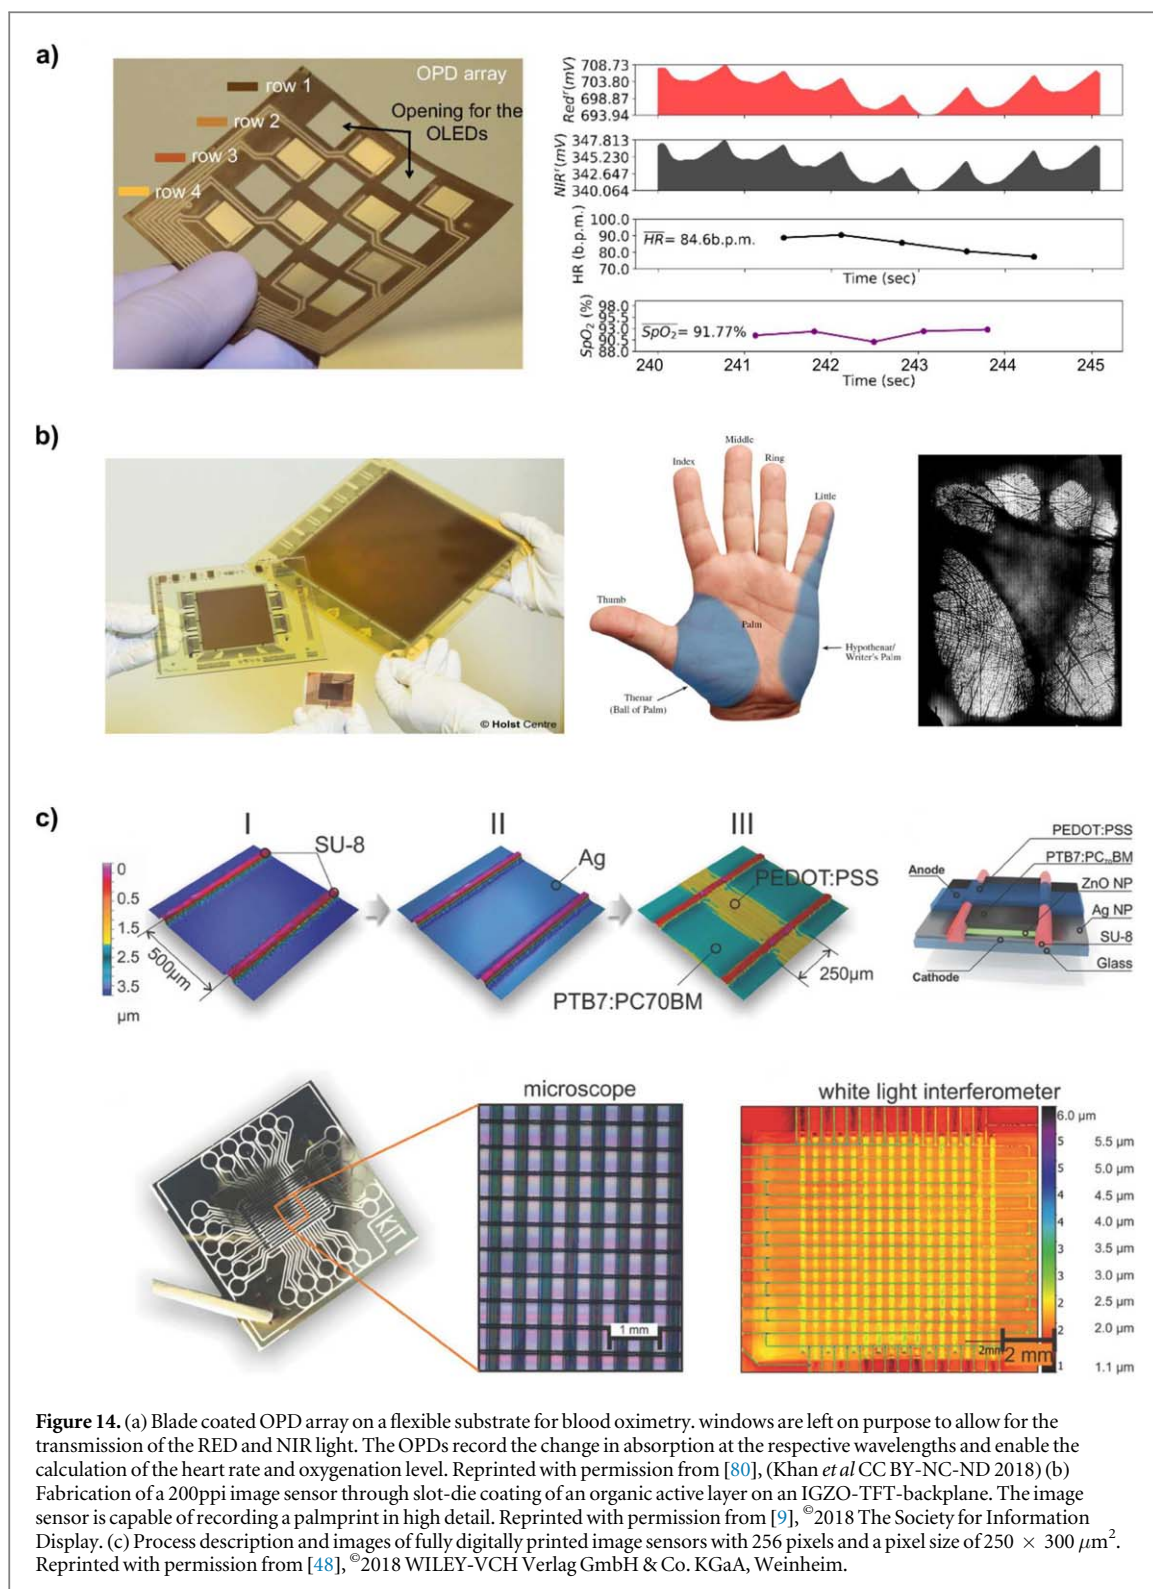 a)
OPD array
row 1
Opening for the
OLEDs
row 2
row 3
row 4
708.73
703.80
698.87
693.94
Red'(mV)
347.813
345.230
342.647
340.064
NIR'(mV)
100.0
90.0
80.0
70.0
HR (b.p.m.)
HR = 84.6b.p.m.
Time (sec)
98.0
95.5
93.0
90.5
88.0
SpO2 (%)
SpO2 = 91.77%
240 241 242 243 244 245
Time (sec)
b)
© Holst Centre
Middle
Index
Ring
Little
Thumb
Palm
Hypothenar/
Writer's Palm
Thenar
(Ball of Palm)
c)
I
II
III
SU-8
Ag
PEDOT:PSS
0
0.5
1.5
2.5
3.5
µm
500µm
250µm
PTB7:PC70BM
PEDOT:PSS
PTB7:PC70BM
Anode
ZnO NP
Ag NP
SU-8
Cathode
Glass
microscope
white light interferometer
KIT
1 mm
2mm
2 mm
6.0 µm
5 5.5 µm
5 5.0 µm
4 4.5 µm
4 4.0 µm
3 3.5 µm
3 3.0 µm
2 2.5 µm
2 2.0 µm
1 1.1 µm
Figure 14. (a) Blade coated OPD array on a flexible substrate for blood oximetry. windows are left on purpose to allow for the
transmission of the RED and NIR light. The OPDs record the change in absorption at the respective wavelengths and enable the
calculation of the heart rate and oxygenation level. Reprinted with permission from [80], (Khan et al CC BY-NC-ND 2018) (b)
Fabrication of a 200ppi image sensor through slot-die coating of an organic active layer on an IGZO-TFT-backplane. The image
sensor is capable of recording a palmprint in high detail. Reprinted with permission from [9], ©2018 The Society for Information
Display. (c) Process description and images of fully digitally printed image sensors with 256 pixels and a pixel size of 250 × 300 µm².
Reprinted with permission from [48], ©2018 WILEY-VCH Verlag GmbH & Co. KGaA, Weinheim.